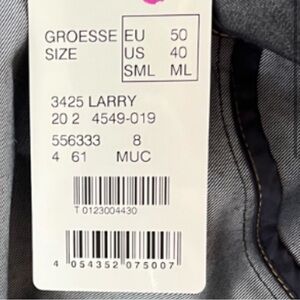 GROESSE EU 50
SIZE US 40
SML ML
3425 LARRY
20 2 4549-019
556333 8
4 61 MUC
T 0123004430
4 054352 075007